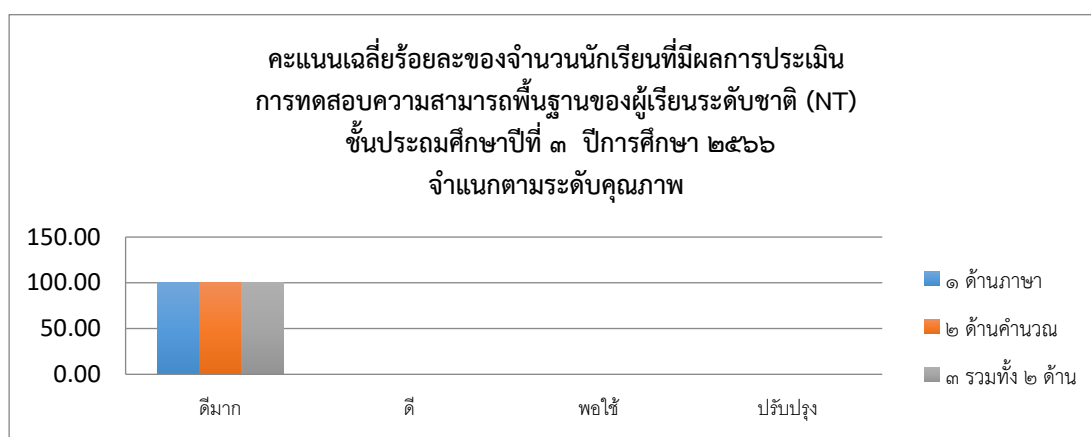 คะแนนเฉลี่ยร้อยละของจำนวนนักเรียนที่มีผลการประเมิน
การทดสอบความสามารถพื้นฐานของผู้เรียนระดับชาติ (NT)
ชั้นประถมศึกษาปีที่ ๓ ปีการศึกษา ๒๕๖๖
จำแนกตามระดับคุณภาพ
150.00
100.00
50.00
0.00
ดีมาก
ดี
พอใช้
ปรับปรุง
๑ ด้านภาษา
๒ ด้านคำนวณ
๓ รวมทั้ง ๒ ด้าน